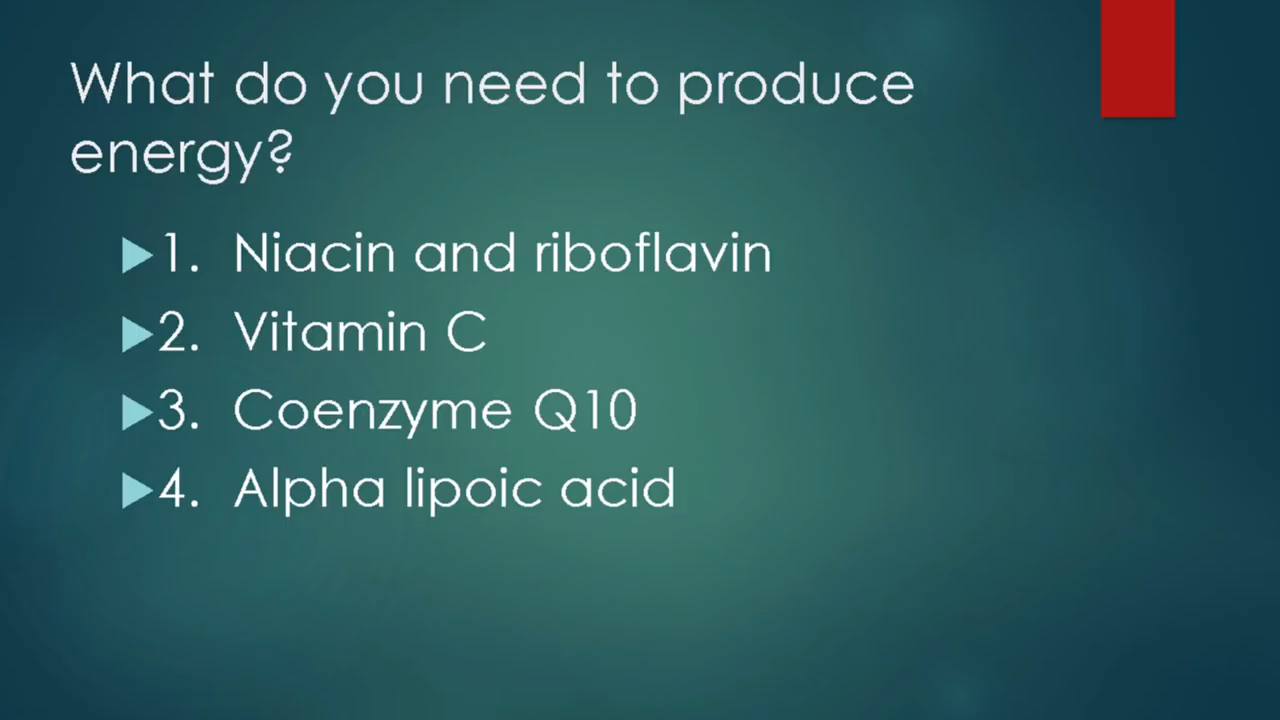 What do you need to produce
energy?
1. Niacin and riboflavin
2. Vitamin C
3. Coenzyme Q10
4. Alpha lipoic acid